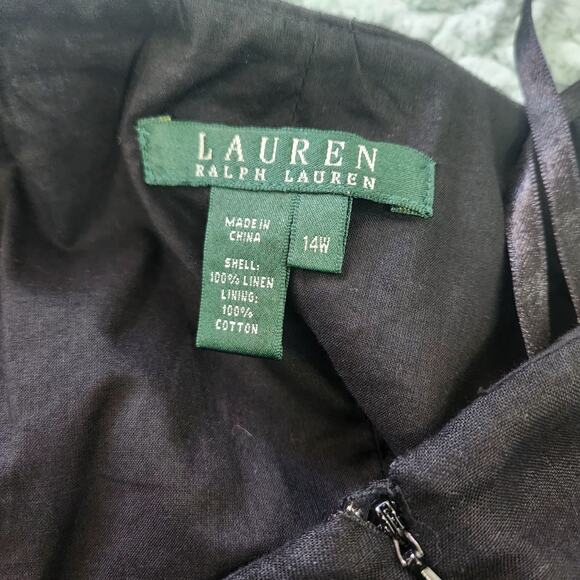 LAUREN
RALPH LAUREN
MADE IN
CHINA
14W
SHELL:
100% LINEN
LINING:
100%
COTTON